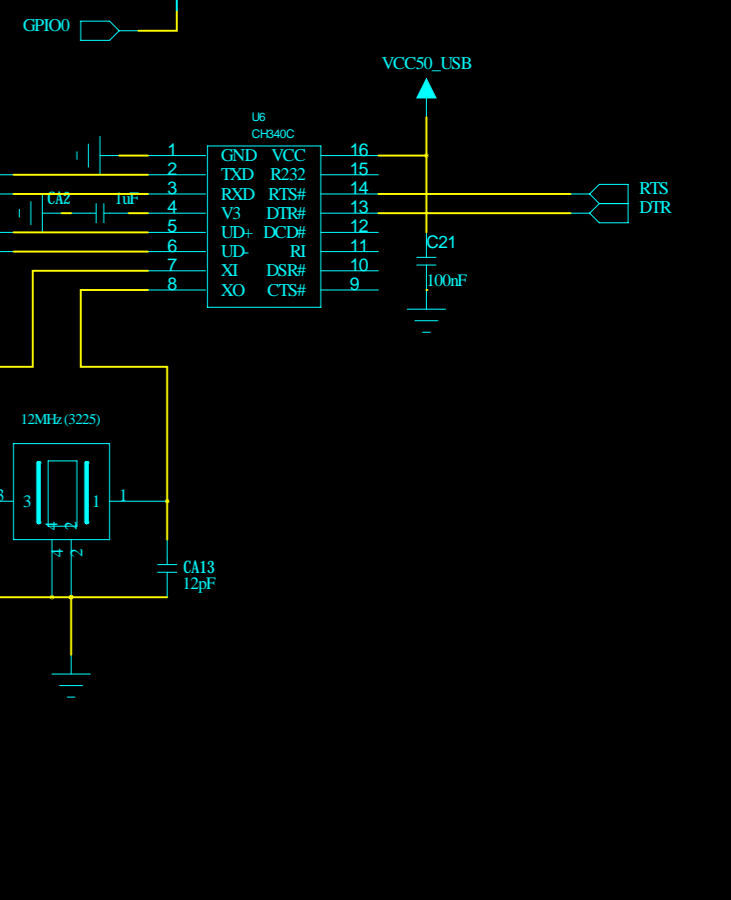 GPIO0
VCC50_USB
U6
CH340C
1 GND VCC 16
2 TXD R232 15
3 RXD RTS# 14
4 V3 DTR# 13
5 UD+ DCD# 12
6 UD- RI 11
7 XI DSR# 10
8 XO CTS# 9
RTS
DTR
CA2 1uF
C21
100nF
12MHz (3225)
3 3 1 1
4 2
4 2
CA13
12pF